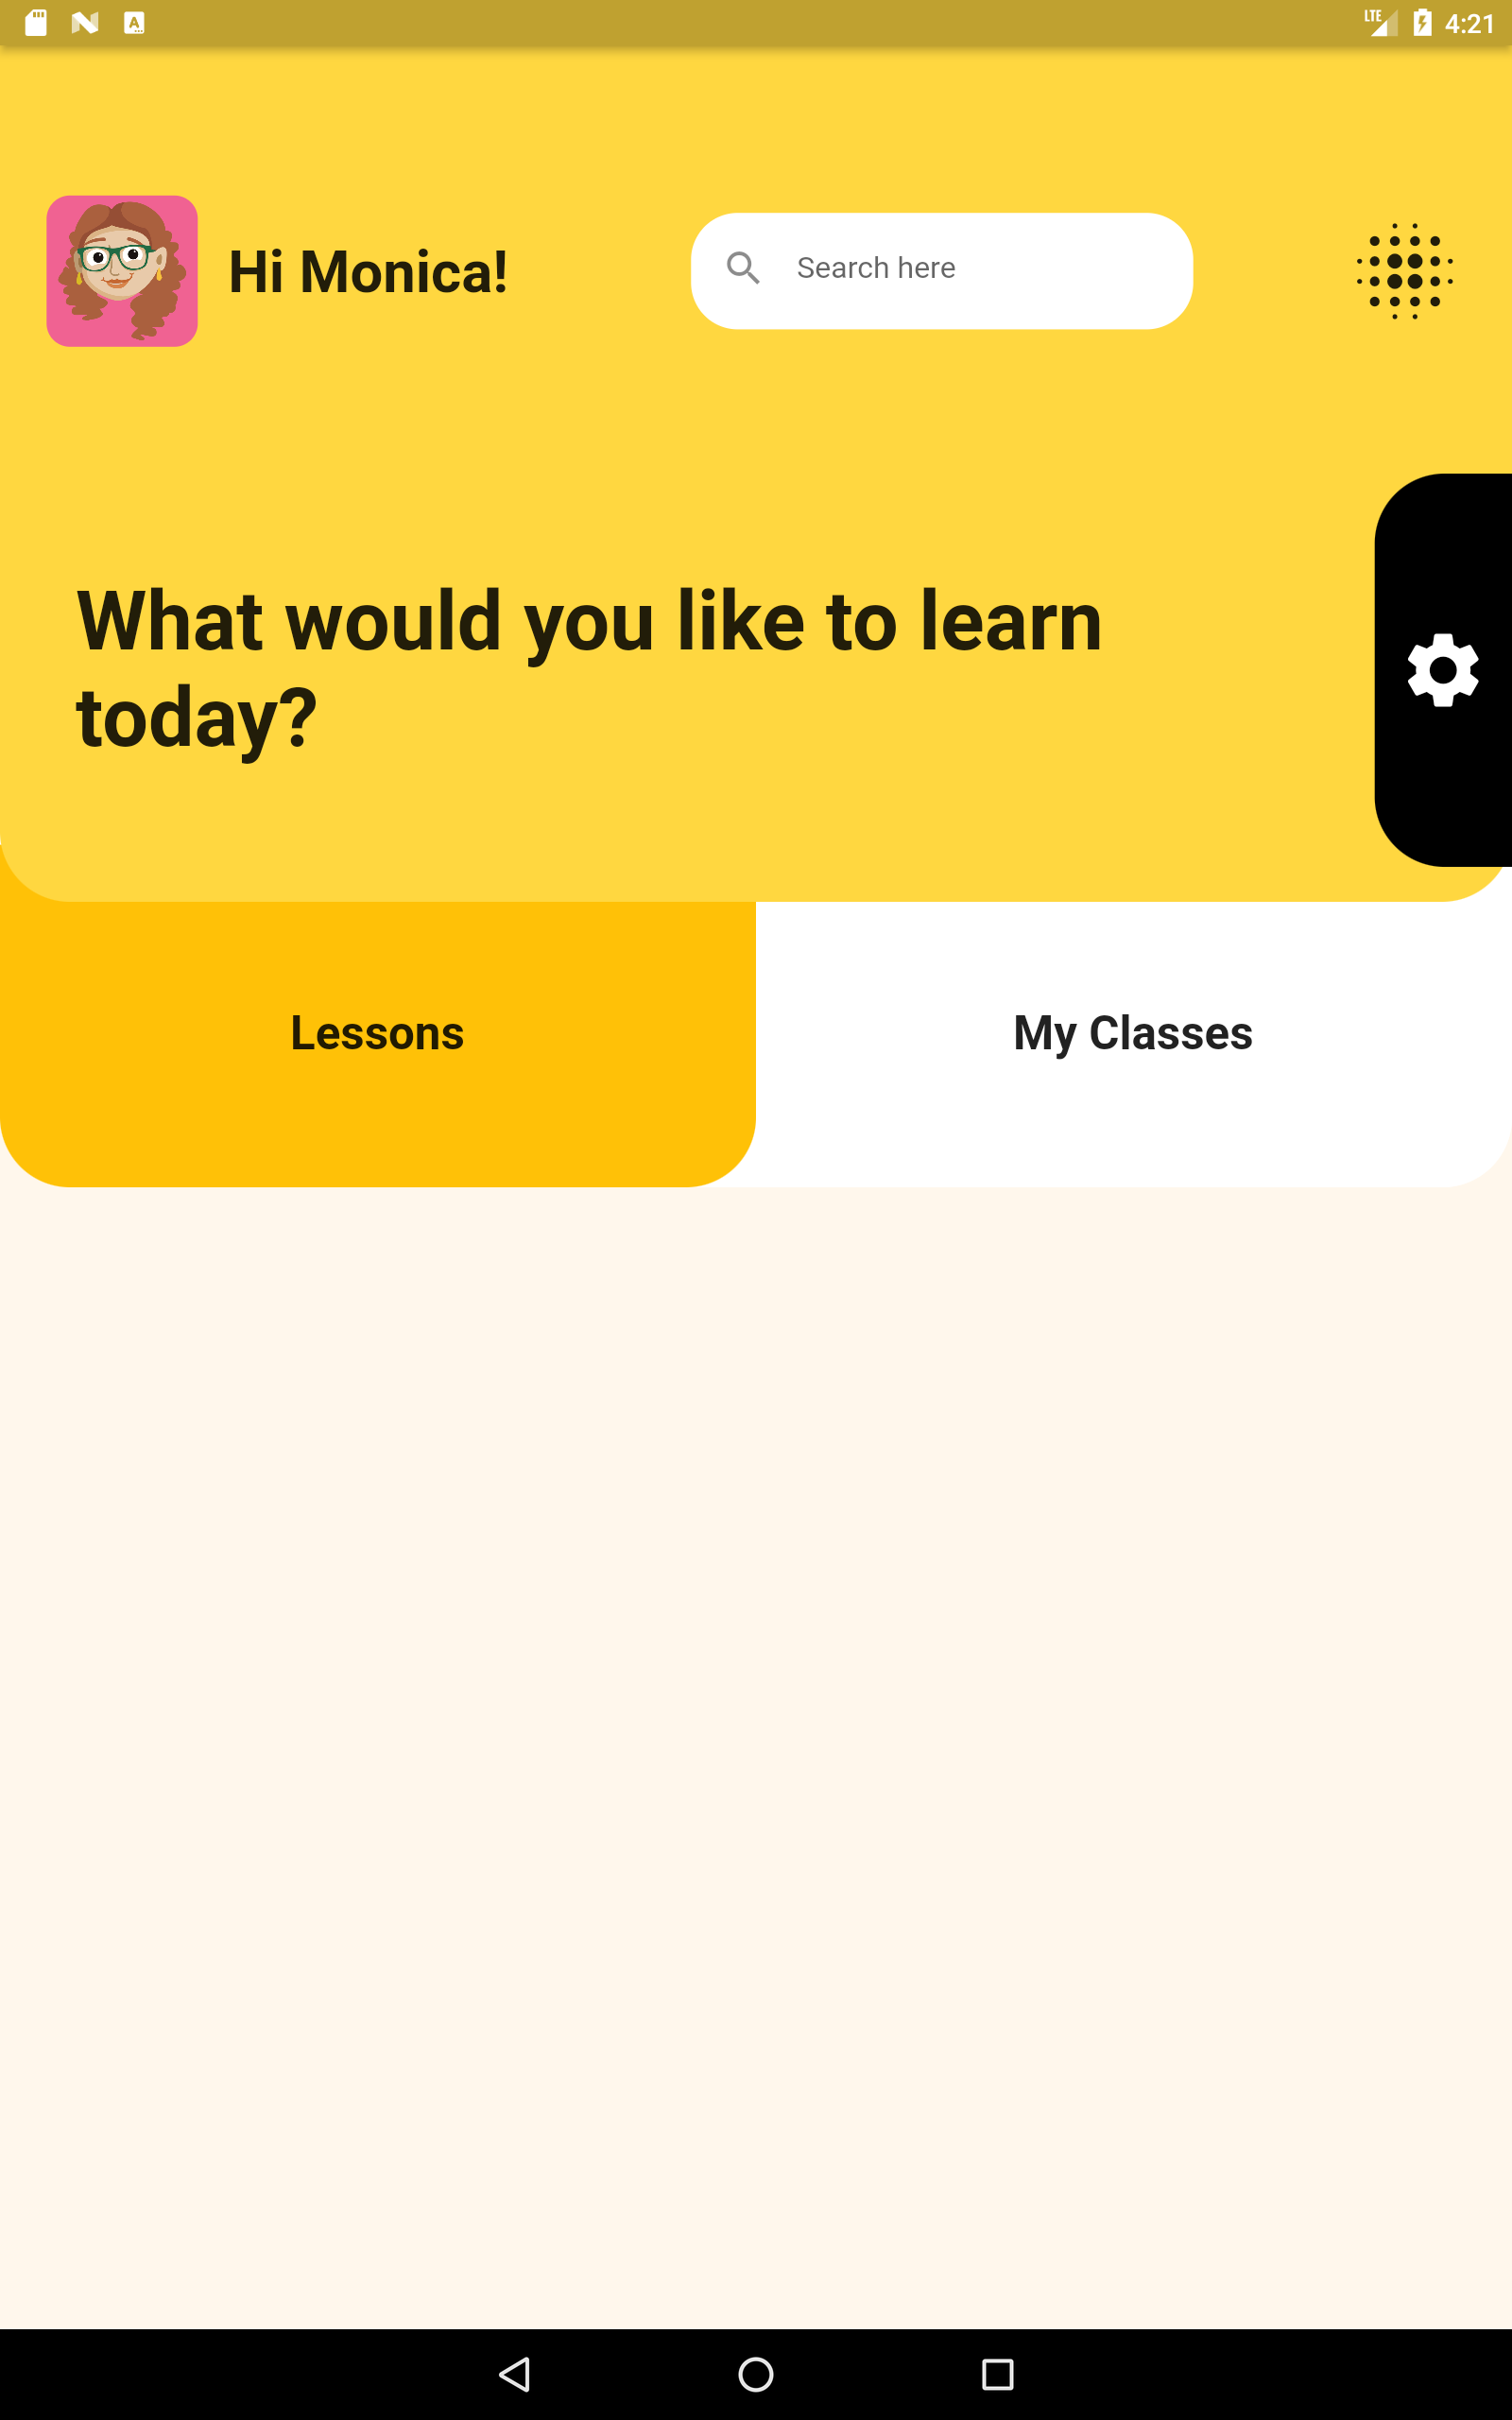 LTE 4:21
Hi Monica!
Search here
What would you like to learn
today?
Lessons
My Classes